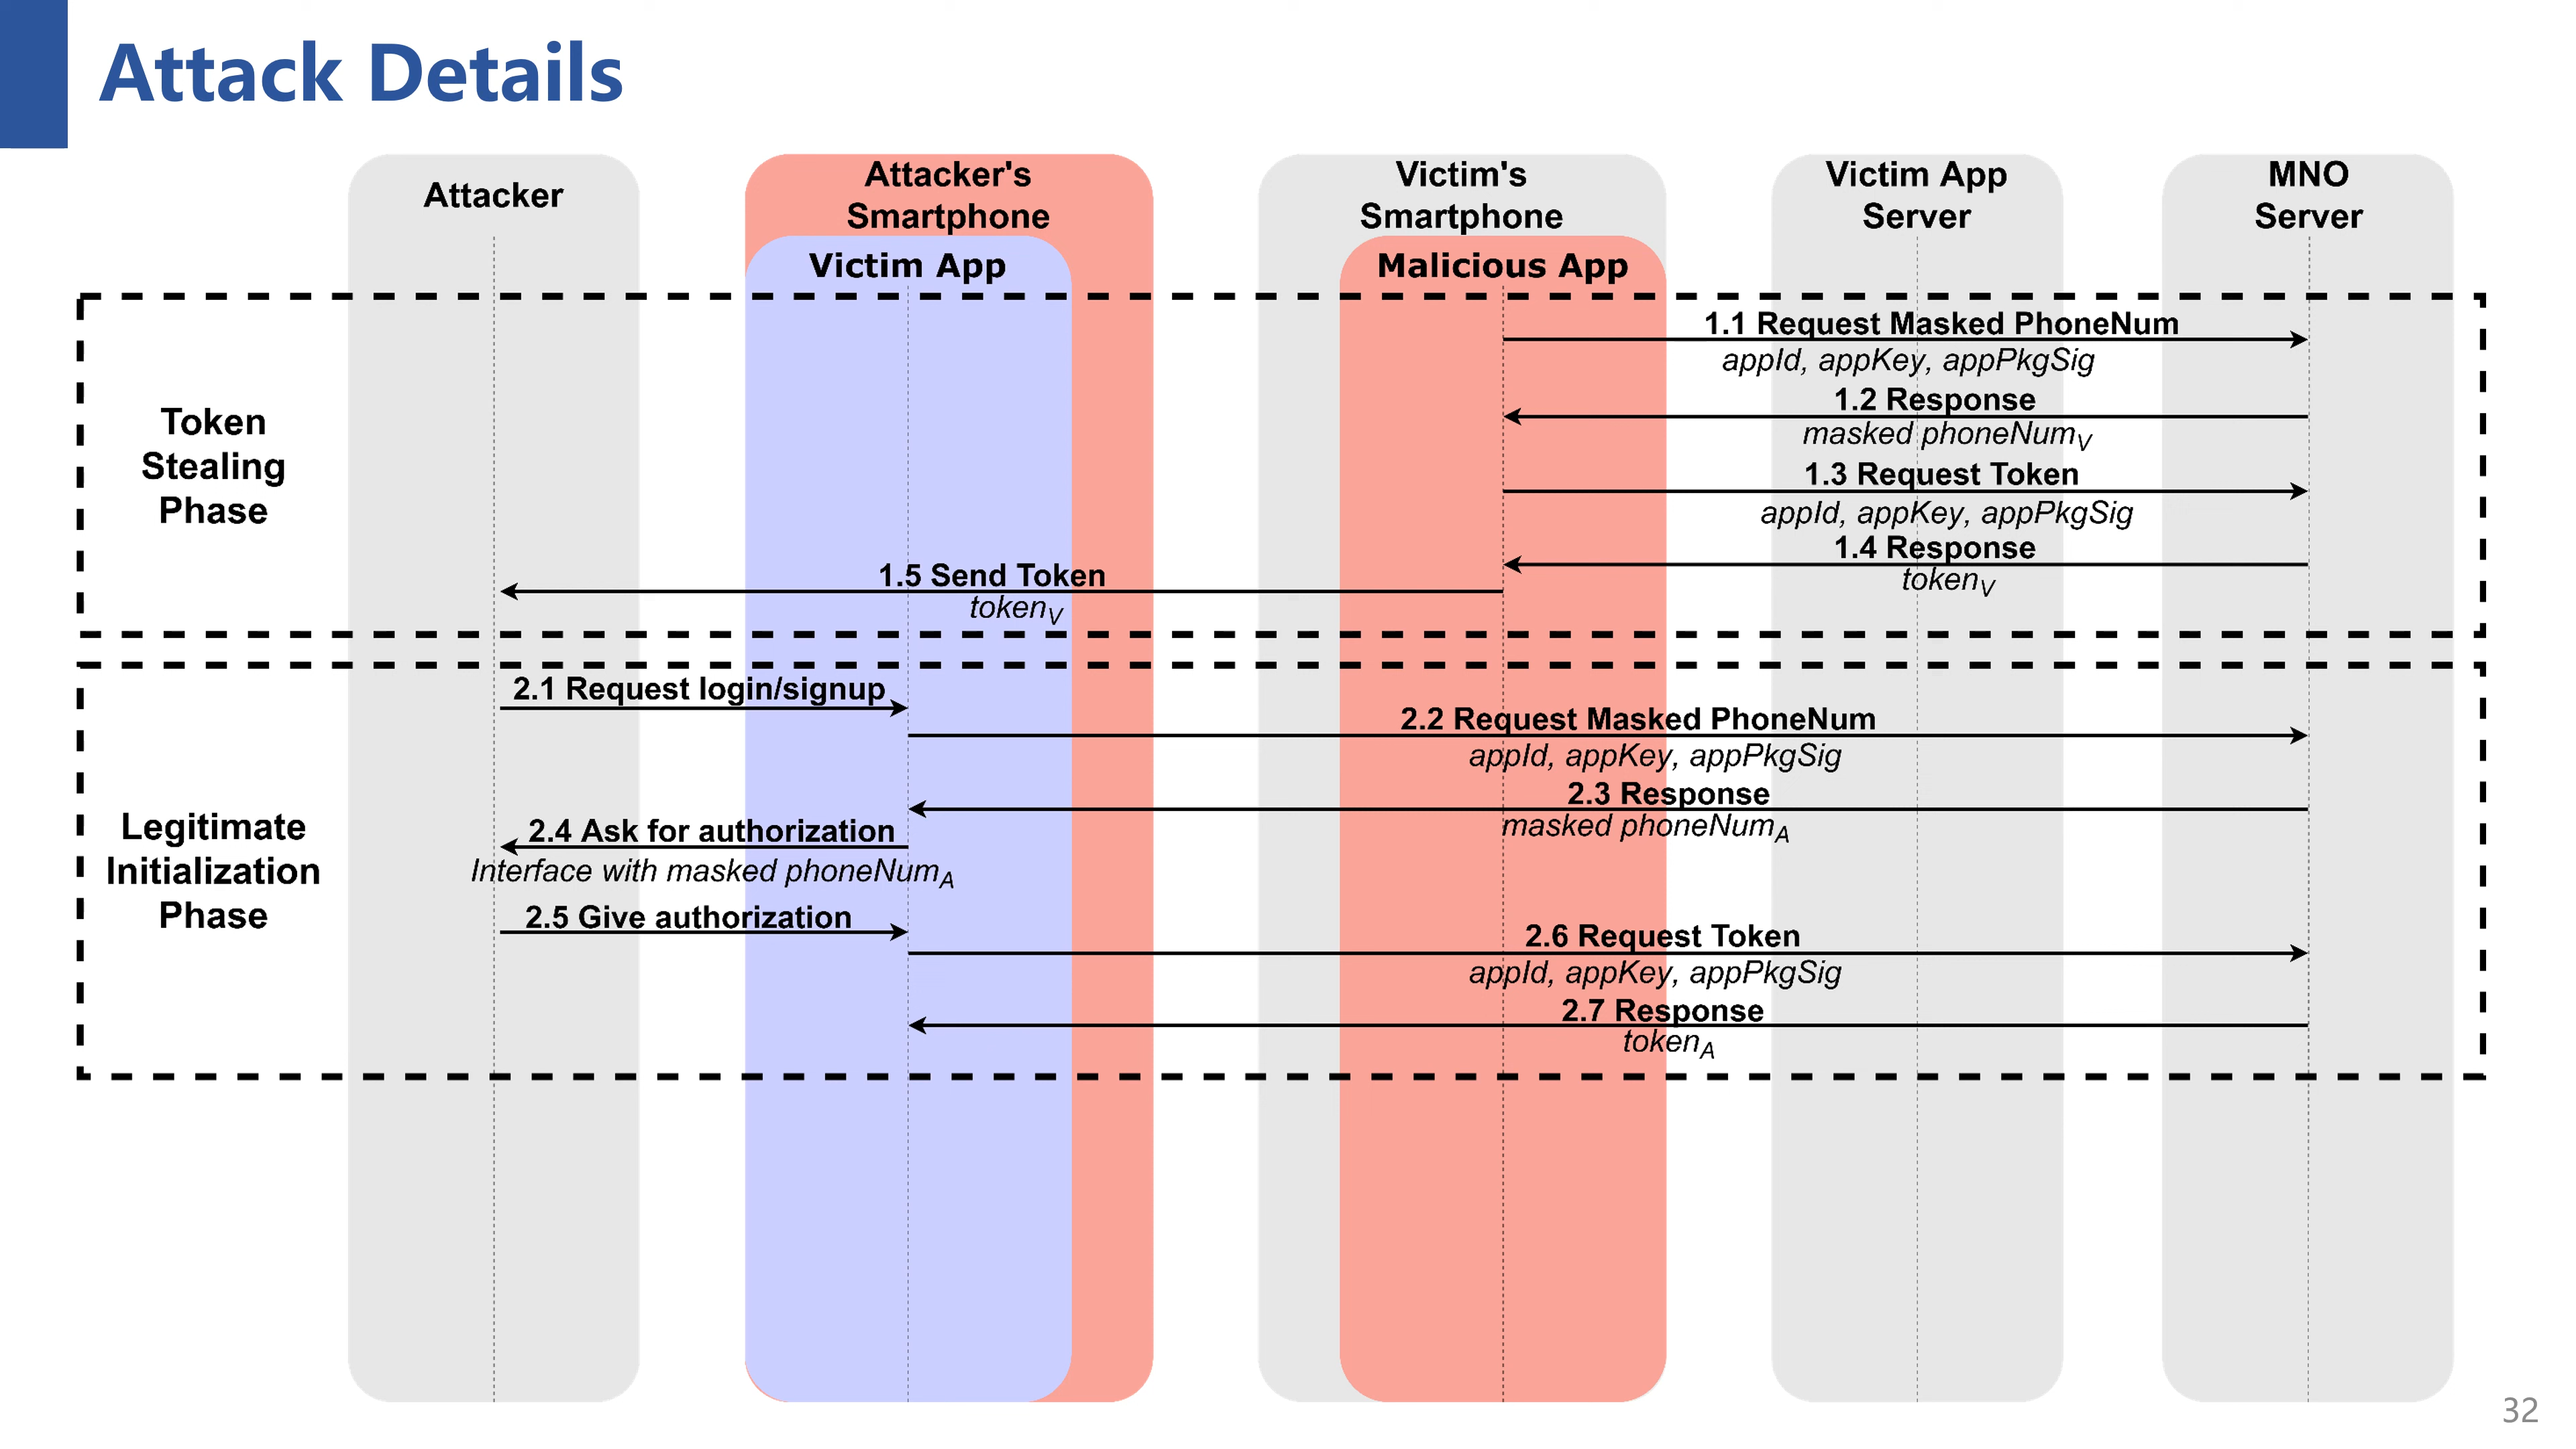 Attack Details
Attacker
Attacker's
Smartphone
Victim App
Victim's
Smartphone
Malicious App
Victim App
Server
MNO
Server
Token
Stealing
Phase
1.1 Request Masked PhoneNum
appId, appKey, appPkgSig
1.2 Response
masked phoneNumV
1.3 Request Token
appId, appKey, appPkgSig
1.4 Response
tokenV
1.5 Send Token
tokenV
Legitimate
Initialization
Phase
2.1 Request login/signup
2.2 Request Masked PhoneNum
appId, appKey, appPkgSig
2.3 Response
masked phoneNumA
2.4 Ask for authorization
Interface with masked phoneNumA
2.5 Give authorization
2.6 Request Token
appId, appKey, appPkgSig
2.7 Response
tokenA
32